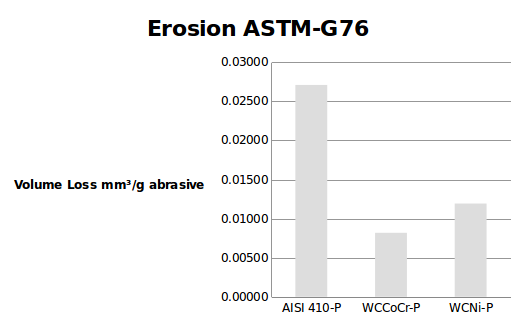 Erosion ASTM-G76
0.03000
0.02500
0.02000
0.01500
0.01000
0.00500
0.00000
Volume Loss mm³/g abrasive
AISI 410-P WCCoCr-P WCNi-P